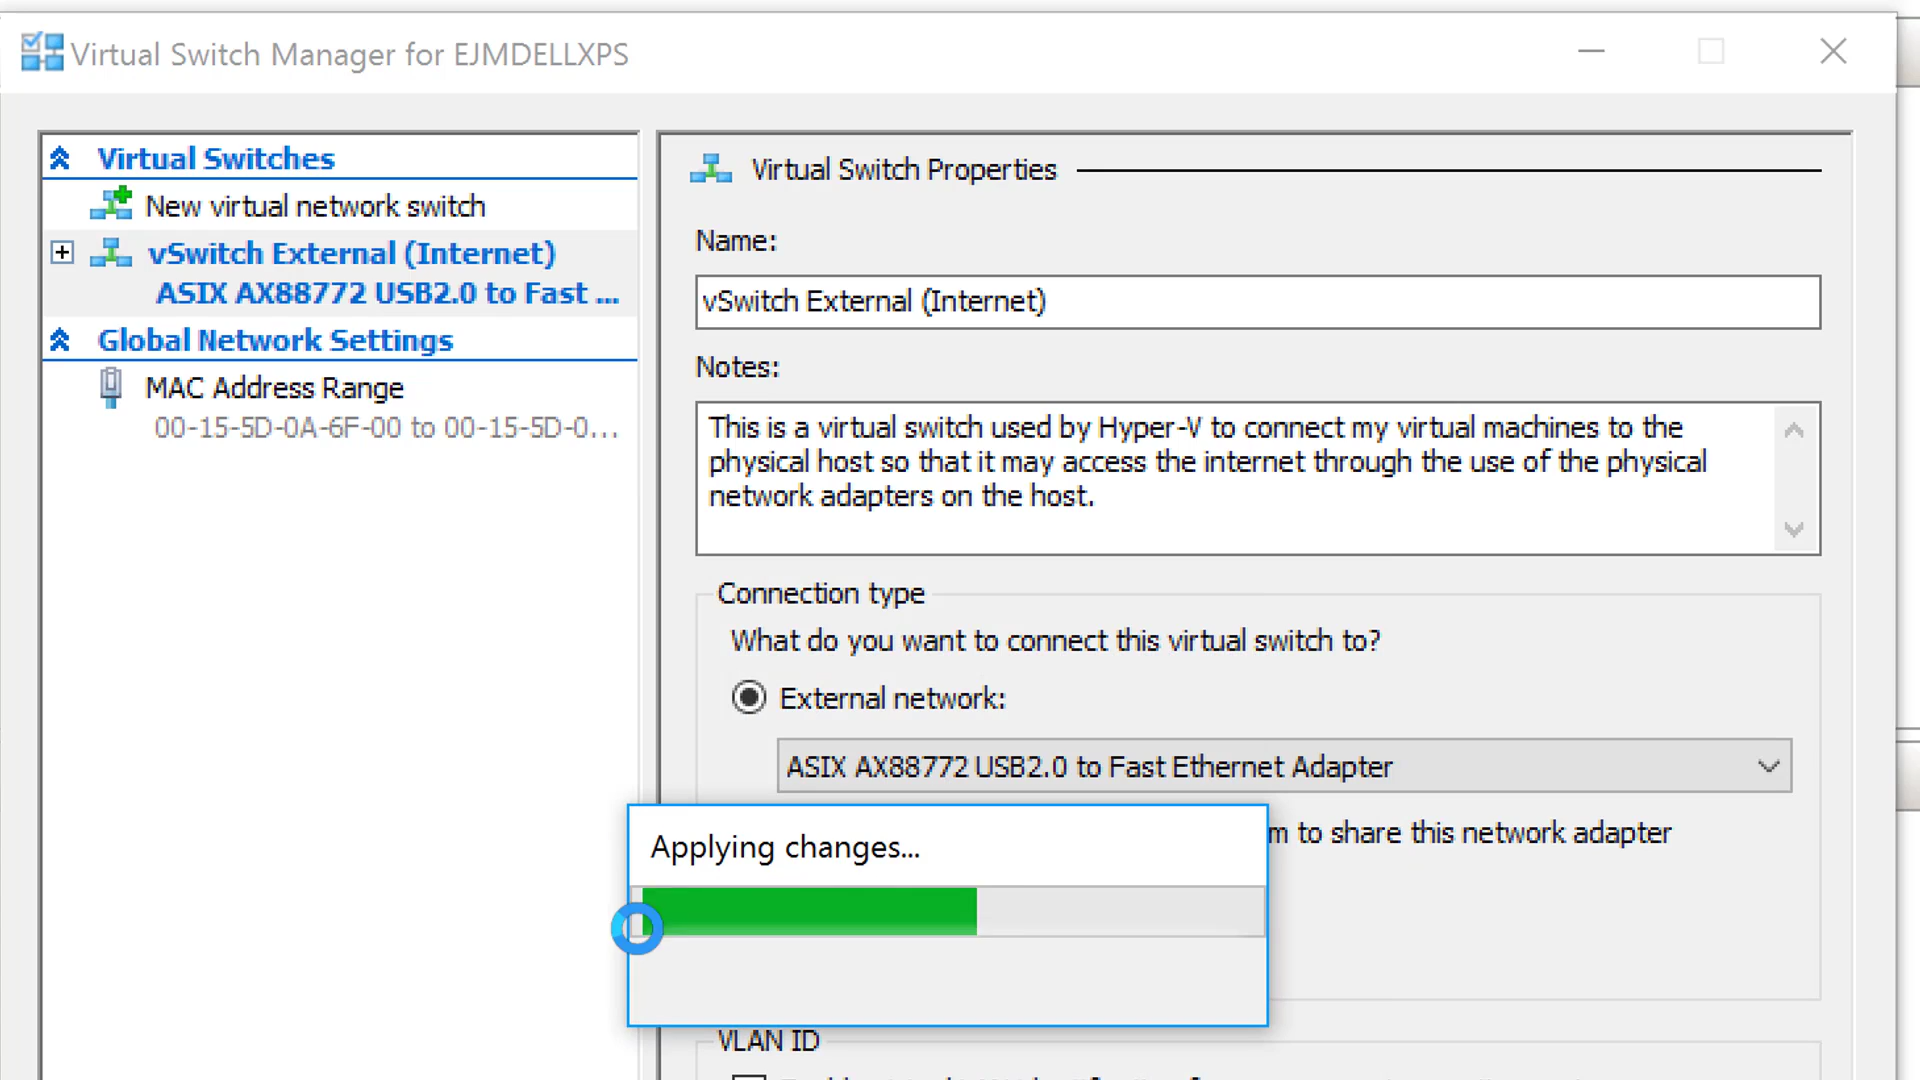 Virtual Switch Manager for EJMDELLXPS
Virtual Switches
New virtual network switch
vSwitch External (Internet)
ASIX AX88772 USB2.0 to Fast ...
Global Network Settings
MAC Address Range
00-15-5D-0A-6F-00 to 00-15-5D-0...
Virtual Switch Properties
Name:
vSwitch External (Internet)
Notes:
This is a virtual switch used by Hyper-V to connect my virtual machines to the
physical host so that it may access the internet through the use of the physical
network adapters on the host.
Connection type
What do you want to connect this virtual switch to?
External network:
ASIX AX88772 USB2.0 to Fast Ethernet Adapter
m to share this network adapter
Applying changes...
VLAN ID